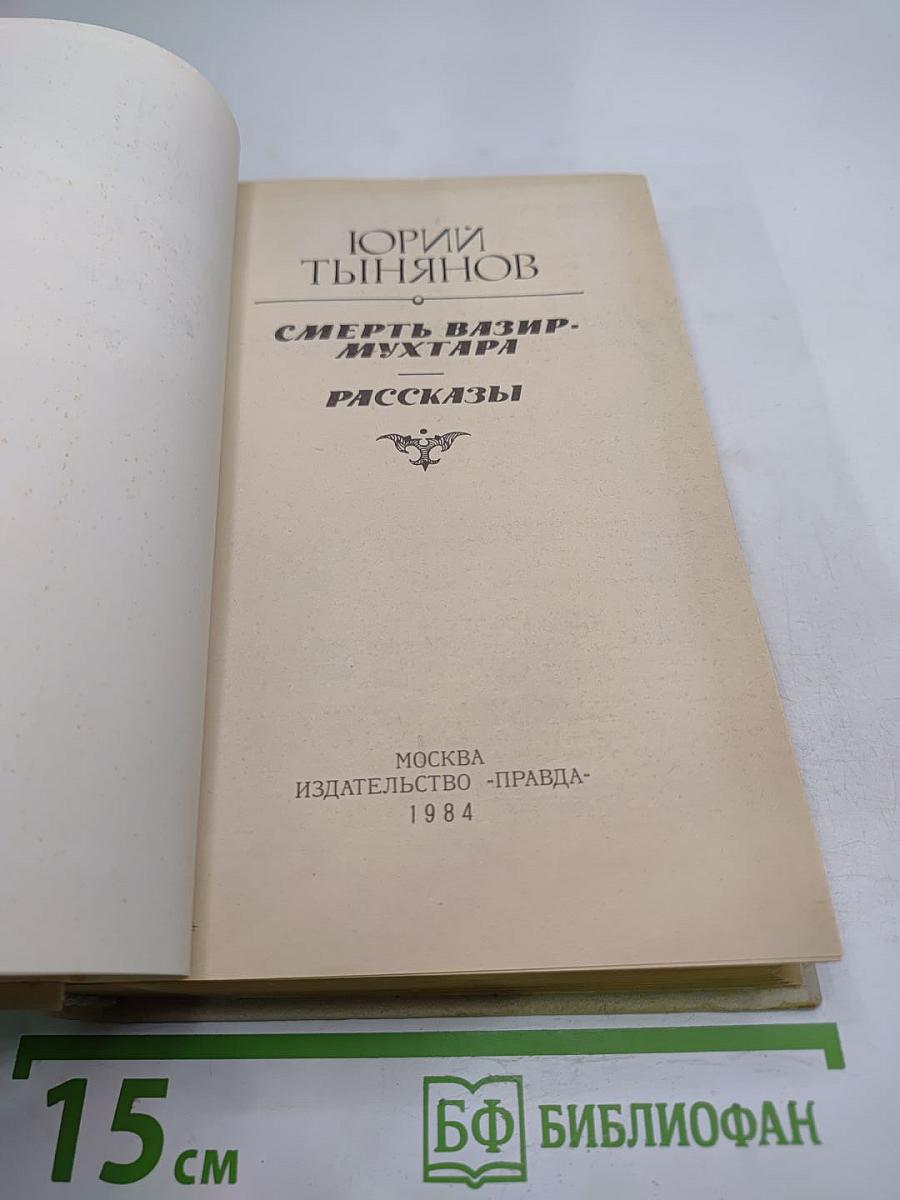 ЮРИЙ
ТЫНЯНОВ
СМЕРТЬ ВАЗИР-
МУХТАРА
РАССКАЗЫ
МОСКВА
ИЗДАТЕЛЬСТВО «ПРАВДА»
1984
15 см
БФ БИБЛИОФАН